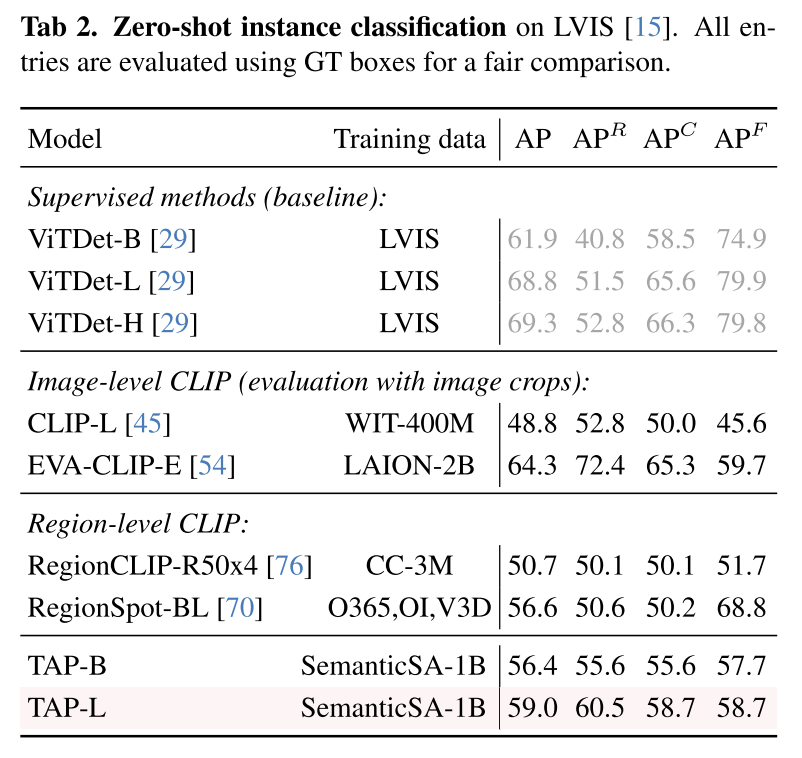 Tab 2. Zero-shot instance classification on LVIS [15]. All en-
tries are evaluated using GT boxes for a fair comparison.
Model Training data AP AP^R AP^C AP^F
Supervised methods (baseline):
ViTDet-B [29] LVIS 61.9 40.8 58.5 74.9
ViTDet-L [29] LVIS 68.8 51.5 65.6 79.9
ViTDet-H [29] LVIS 69.3 52.8 66.3 79.8
Image-level CLIP (evaluation with image crops):
CLIP-L [45] WIT-400M 48.8 52.8 50.0 45.6
EVA-CLIP-E [54] LAION-2B 64.3 72.4 65.3 59.7
Region-level CLIP:
RegionCLIP-R50x4 [76] CC-3M 50.7 50.1 50.1 51.7
RegionSpot-BL [70] O365,OI,V3D 56.6 50.6 50.2 68.8
TAP-B SemanticSA-1B 56.4 55.6 55.6 57.7
TAP-L SemanticSA-1B 59.0 60.5 58.7 58.7